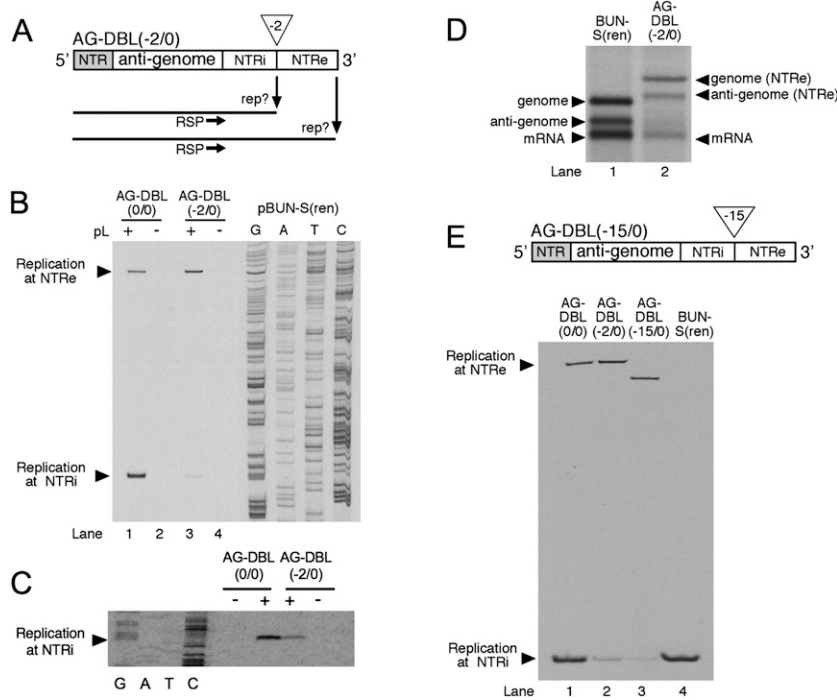 A
AG-DBL(-2/0)
-2
5’ NTR anti-genome NTRi NTRe 3’
rep?
rep?
RSP
RSP
B
AG-DBL
(0/0)
AG-DBL
(-2/0)
pBUN-S(ren)
pL + - + - G A T C
Replication
at NTRe
Replication
at NTRi
Lane 1 2 3 4
C
AG-DBL
(0/0)
AG-DBL
(-2/0)
- + + -
Replication
at NTRi
G A T C
D
BUN-
S(ren)
AG-
DBL
(-2/0)
genome
anti-genome
mRNA
genome (NTRe)
anti-genome (NTRe)
mRNA
Lane 1 2
E
AG-DBL(-15/0)
-15
5’ NTR anti-genome NTRi NTRe 3’
AG-
DBL
(0/0)
AG-
DBL
(-2/0)
AG-
DBL
(-15/0)
BUN-
S(ren)
Replication
at NTRe
Replication
at NTRi
Lane 1 2 3 4